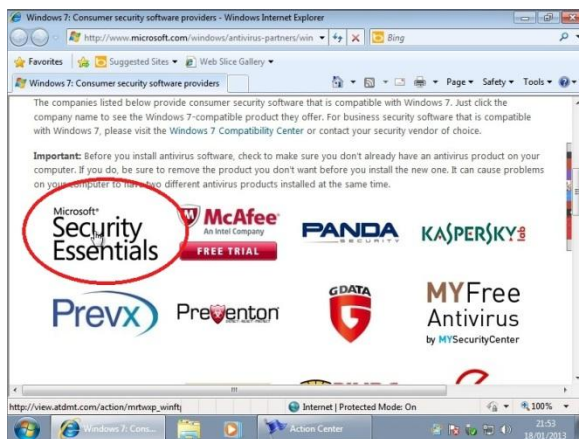 Windows 7: Consumer security software providers - Windows Internet Explorer
http://www.microsoft.com/windows/antivirus-partners/win
Bing
Favorites Suggested Sites Web Slice Gallery
Windows 7: Consumer security software providers Page Safety Tools
The companies listed below provide consumer security software that is compatible with Windows 7. Just click the
company name to see the Windows 7-compatible product they offer. For business security software that is compatible
with Windows 7, please visit the Windows 7 Compatibility Center or contact your security vendor of choice.
Important: Before you install antivirus software, check to make sure you don't already have an antivirus product on your
computer. If you do, be sure to remove the product you don't want before you install the new one. It can cause problems
on your computer to have two different antivirus products installed at the same time.
Microsoft®
Security
Essentials
McAfee
An Intel Company
FREE TRIAL
PANDA
SECURITY
KASPERSKY lab
Prevx
Preventon
G DATA
MYFree
Antivirus
by MYSecurityCenter
http://view.atdmt.com/action/mrtwxp_winft
Internet | Protected Mode: On
100%
Windows 7: Cons...
Action Center
21:53
18/01/2013